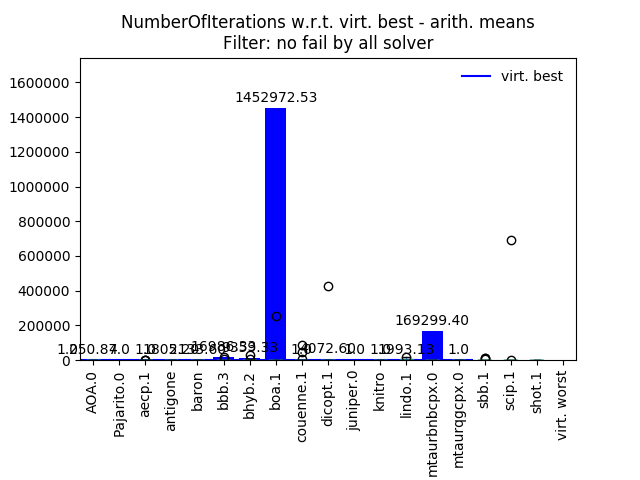 NumberOfIterations w.r.t. virt. best - arith. means
Filter: no fail by all solver
virt. best
1600000
1400000
1200000
1000000
800000
600000
400000
200000
0
1452972.53
169299.40
1.0
AOA.0
Pajarito.0
aecp.1
antigone
baron
bbb.3
bhyb.2
boa.1
couenne.1
dicopt.1
juniper.0
knitro
lindo.1
mtaurbnbcpx.0
mtaurqgcpx.0
sbb.1
scip.1
shot.1
virt. worst